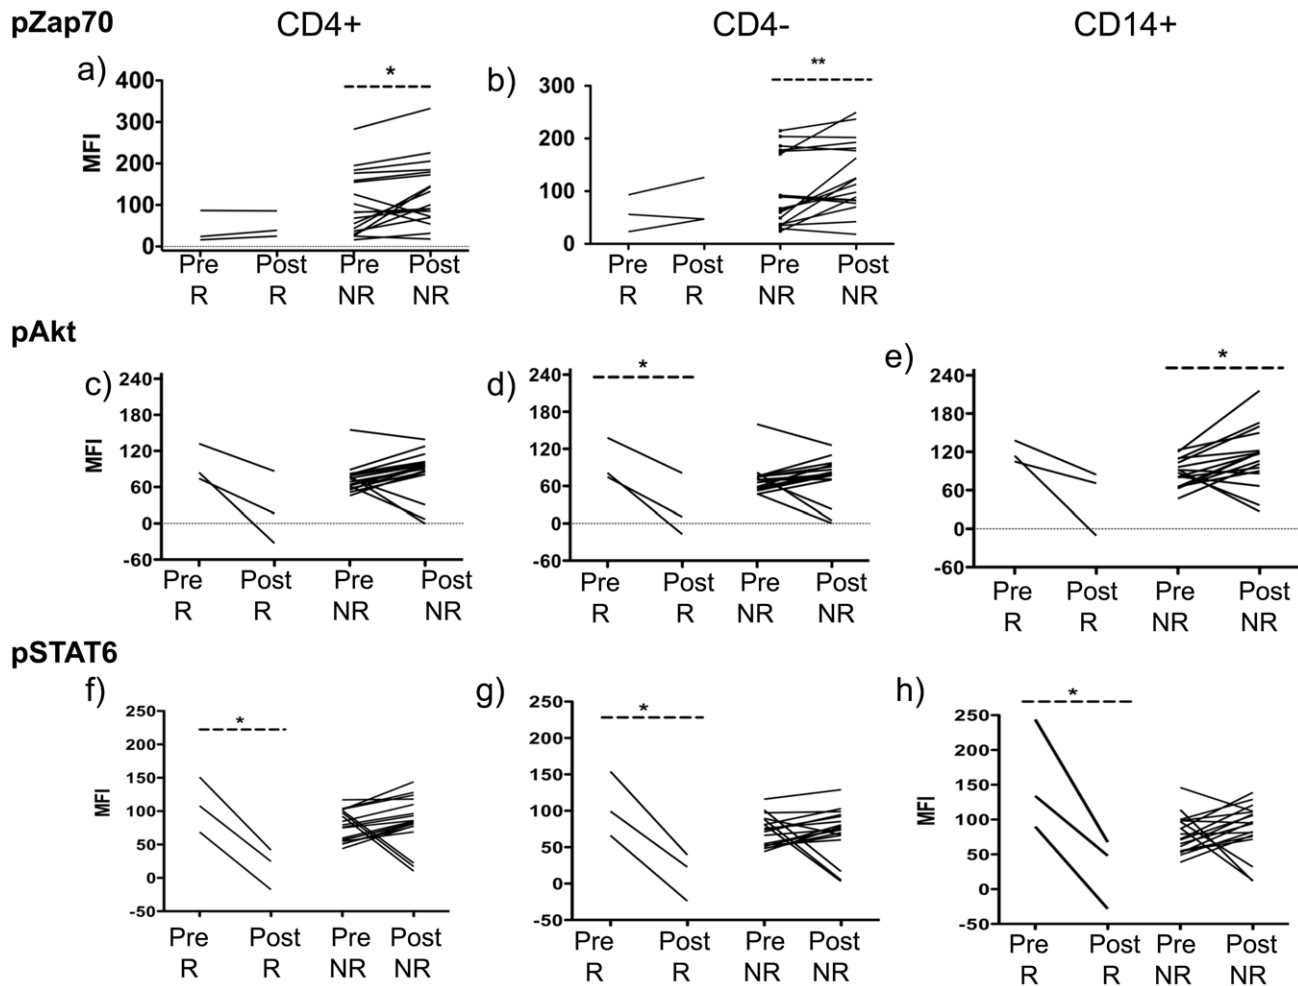 pZap70 CD4+ CD4- CD14+
a) * b) **
MFI
400
300
200
100
0
Pre Post Pre Post
R R NR NR
300
200
100
0
Pre Post Pre Post
R R NR NR
pAkt
c)
MFI
240
180
120
60
0
-60
Pre Post Pre Post
R R NR NR
d) *
240
180
120
60
0
-60
Pre Post Pre Post
R R NR NR
e) *
240
180
120
60
0
-60
Pre Post Pre Post
R R NR NR
pSTAT6
f) *
MFI
250
200
150
100
50
0
-50
Pre Post Pre Post
R R NR NR
g) *
250
200
150
100
50
0
-50
Pre Post Pre Post
R R NR NR
h) *
MFI
250
200
150
100
50
0
-50
Pre Post Pre Post
R R NR NR